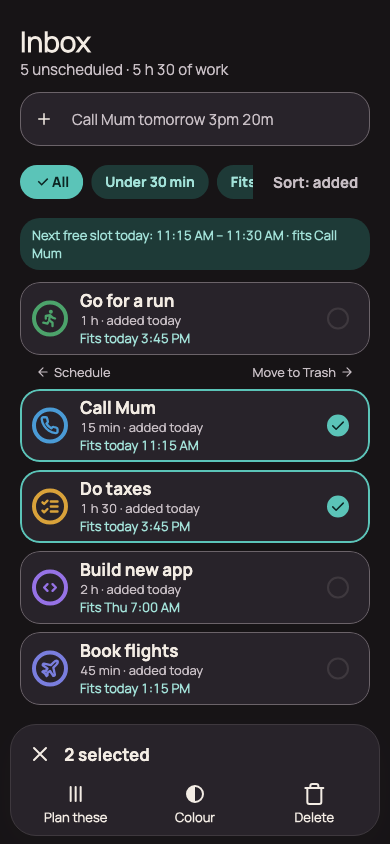 Inbox
5 unscheduled · 5 h 30 of work
Call Mum tomorrow 3pm 20m
All Under 30 min Fits Sort: added
Next free slot today: 11:15 AM – 11:30 AM · fits Call
Mum
Go for a run
1 h · added today
Fits today 3:45 PM
← Schedule Move to Trash →
Call Mum
15 min · added today
Fits today 11:15 AM
Do taxes
1 h 30 · added today
Fits today 3:45 PM
Build new app
2 h · added today
Fits Thu 7:00 AM
Book flights
45 min · added today
Fits today 1:15 PM
2 selected
Plan these Colour Delete